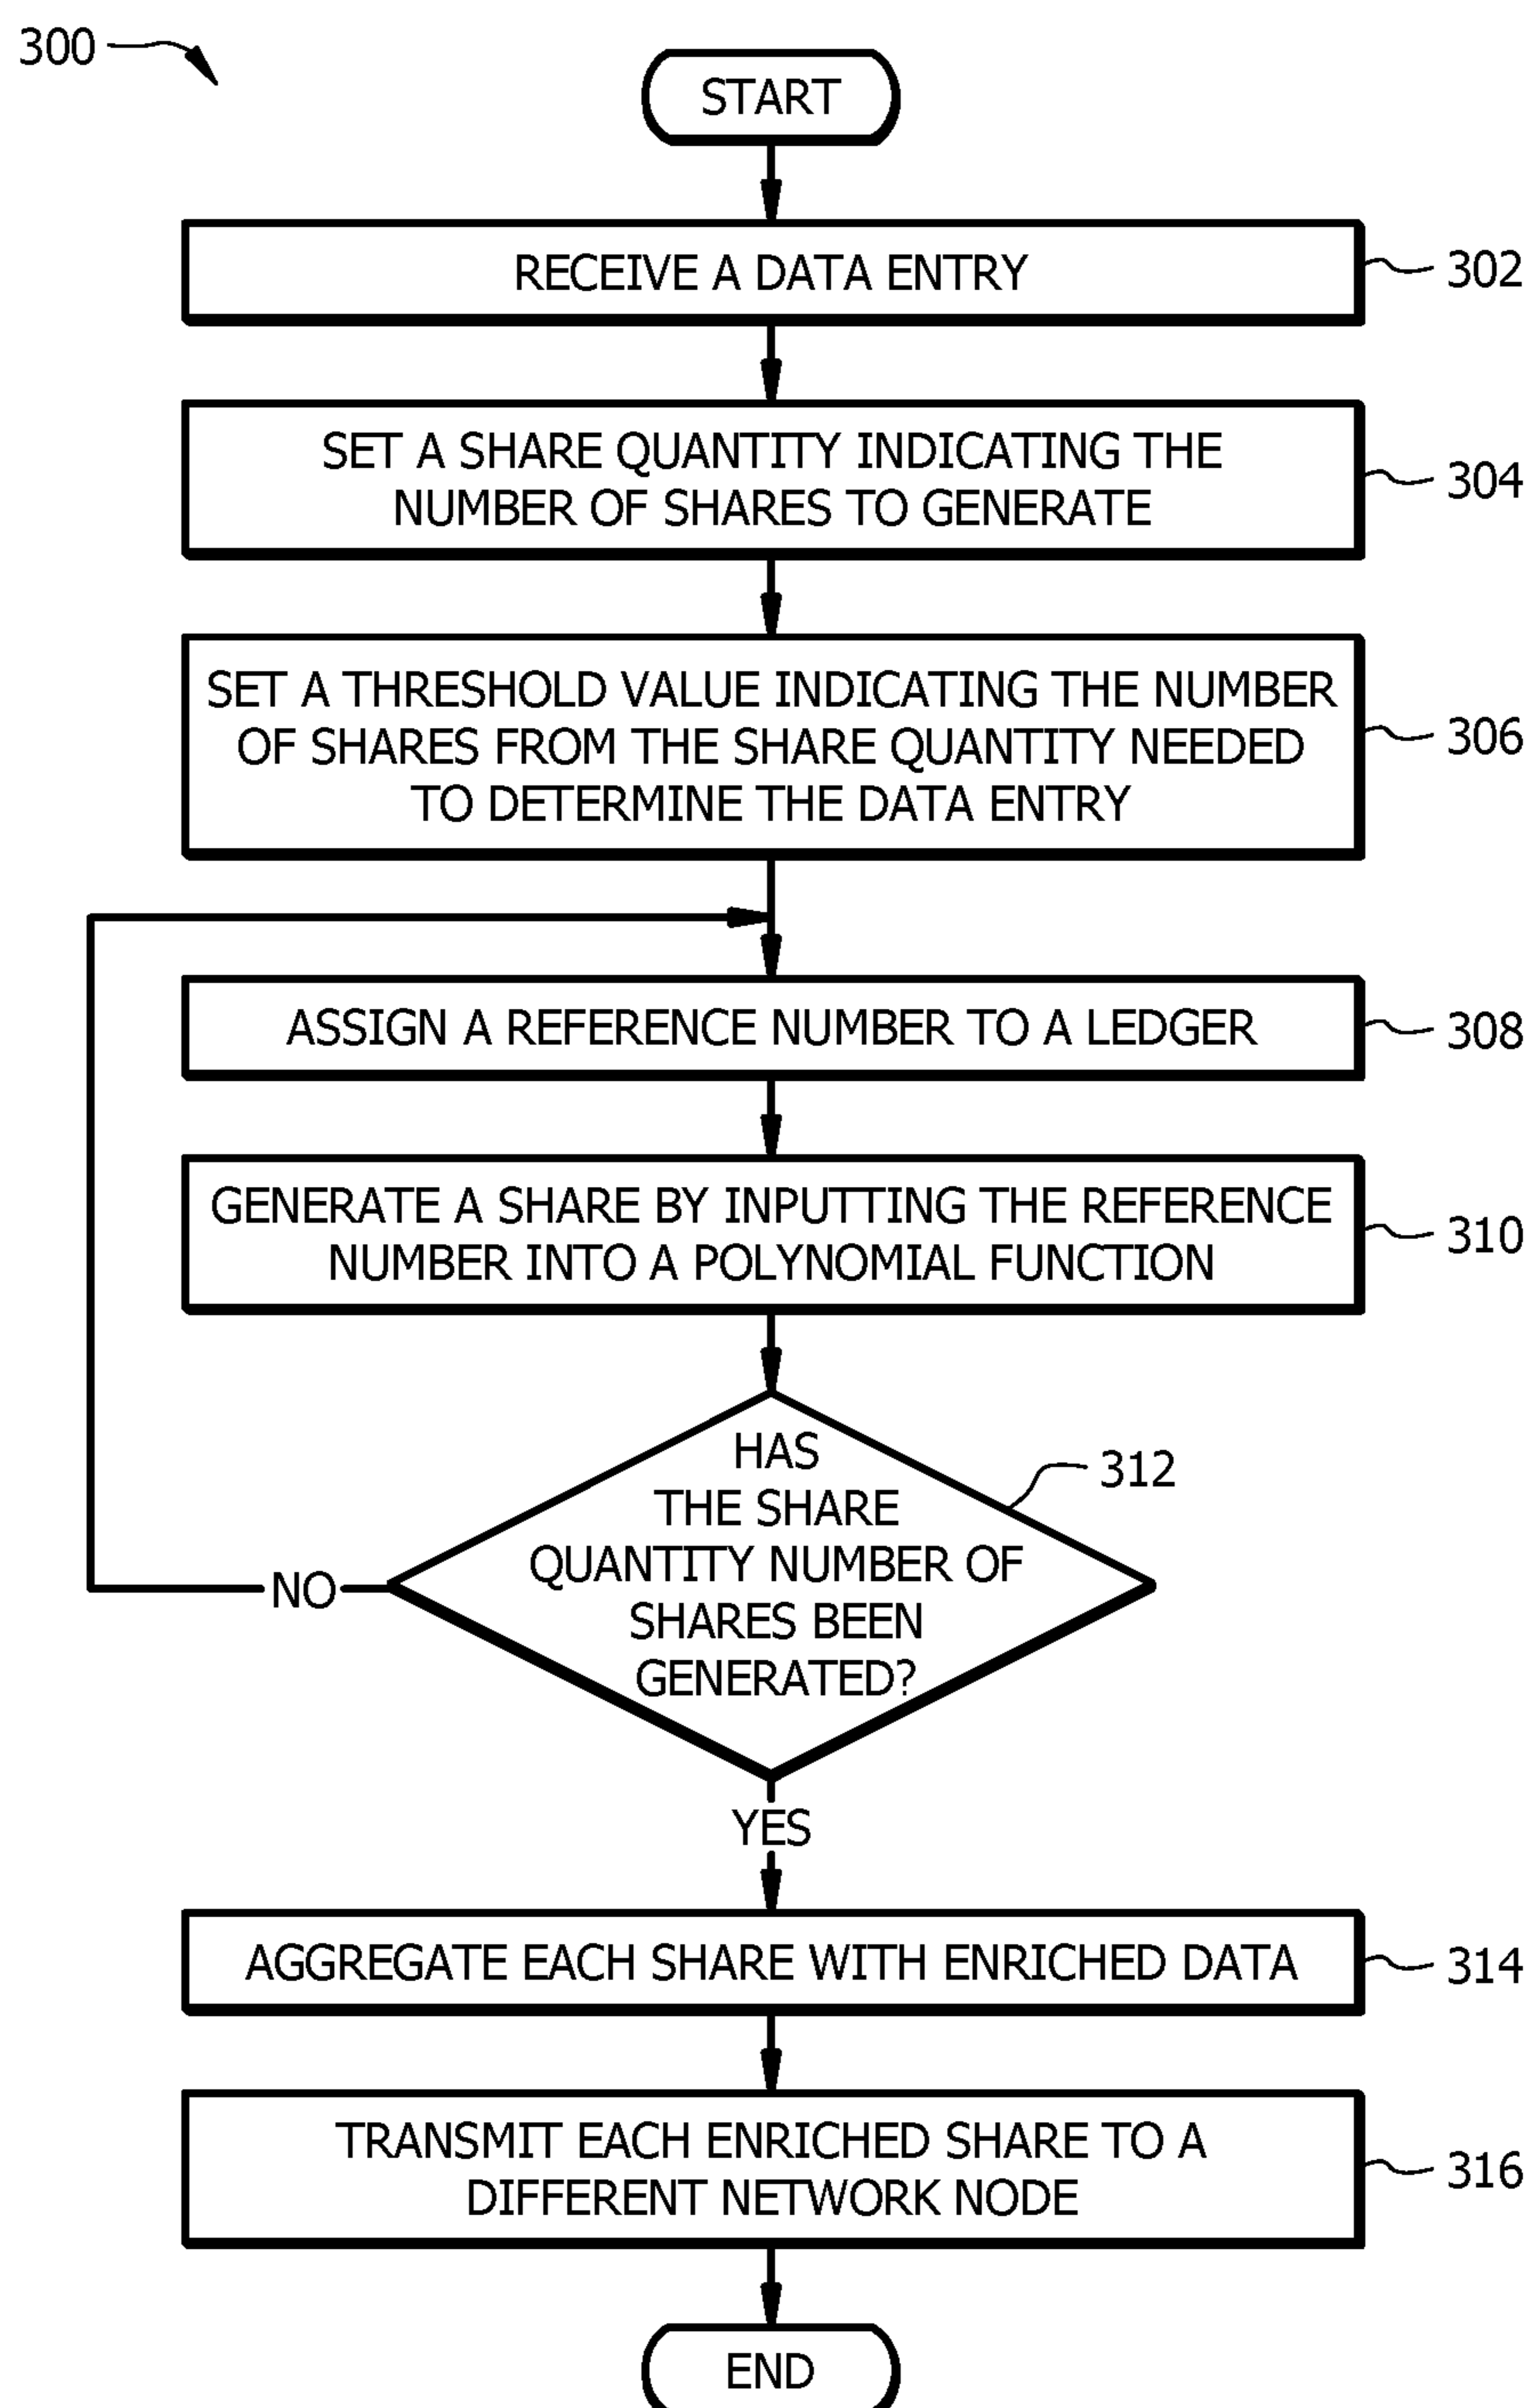 300
START
RECEIVE A DATA ENTRY
302
SET A SHARE QUANTITY INDICATING THE
NUMBER OF SHARES TO GENERATE
304
SET A THRESHOLD VALUE INDICATING THE NUMBER
OF SHARES FROM THE SHARE QUANTITY NEEDED
TO DETERMINE THE DATA ENTRY
306
ASSIGN A REFERENCE NUMBER TO A LEDGER
308
GENERATE A SHARE BY INPUTTING THE REFERENCE
NUMBER INTO A POLYNOMIAL FUNCTION
310
HAS
THE SHARE
QUANTITY NUMBER OF
SHARES BEEN
GENERATED?
312
NO
YES
AGGREGATE EACH SHARE WITH ENRICHED DATA
314
TRANSMIT EACH ENRICHED SHARE TO A
DIFFERENT NETWORK NODE
316
END